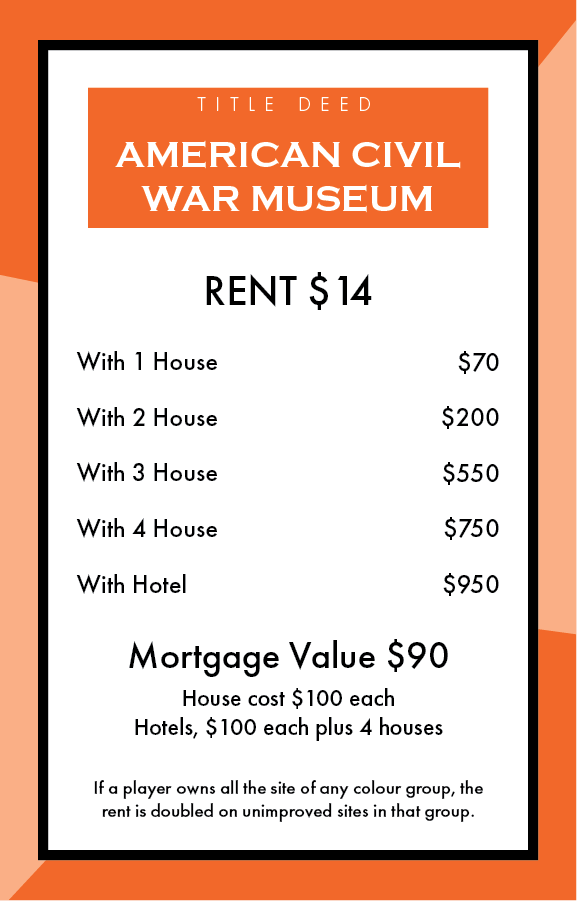 TITLE DEED
AMERICAN CIVIL
WAR MUSEUM
RENT $14
With 1 House $70
With 2 House $200
With 3 House $550
With 4 House $750
With Hotel $950
Mortgage Value $90
House cost $100 each
Hotels, $100 each plus 4 houses
If a player owns all the site of any colour group, the
rent is doubled on unimproved sites in that group.